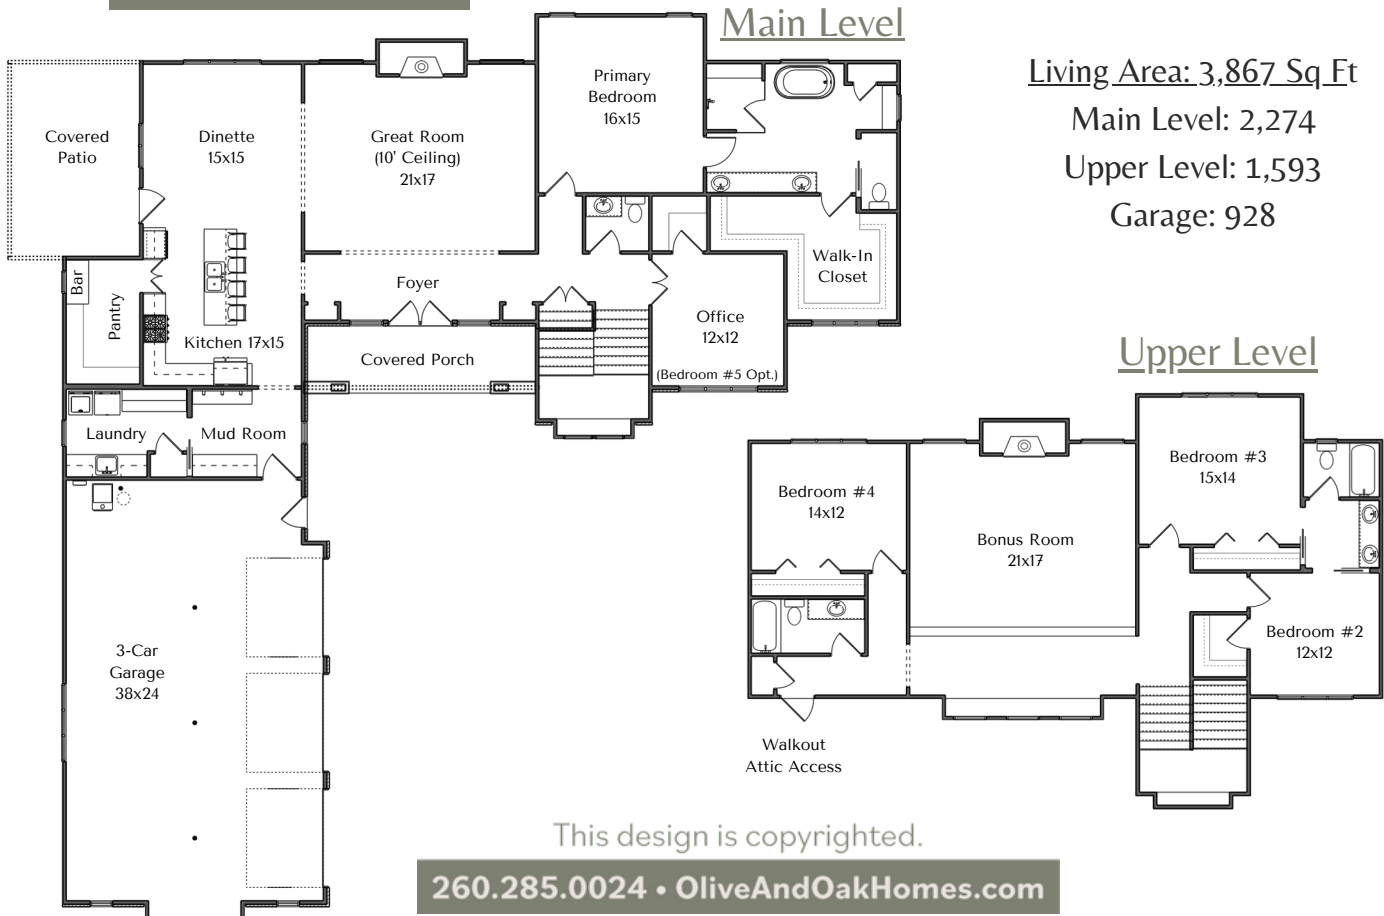 Main Level
Living Area: 3,867 Sq Ft
Main Level: 2,274
Upper Level: 1,593
Garage: 928
Covered
Patio
Dinette
15x15
Great Room
(10' Ceiling)
21x17
Primary
Bedroom
16x15
Walk-In
Closet
Bar
Pantry
Foyer
Office
12x12
(Bedroom #5 Opt.)
Kitchen 17x15
Covered Porch
Laundry
Mud Room
3-Car
Garage
38x24
Upper Level
Bedroom #3
15x14
Bedroom #4
14x12
Bonus Room
21x17
Bedroom #2
12x12
Walkout
Attic Access
This design is copyrighted.
260.285.0024 • OliveAndOakHomes.com